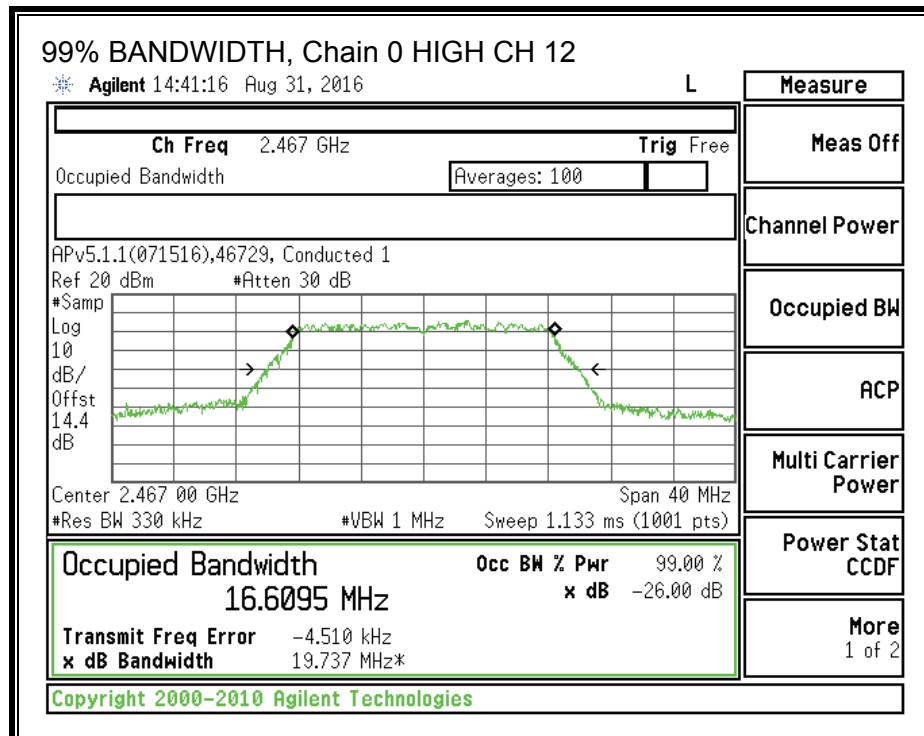 99% BANDWIDTH, Chain 0 HIGH CH 12
Agilent 14:41:16 Aug 31, 2016 L
Measure
Ch Freq 2.467 GHz Trig Free
Meas Off
Occupied Bandwidth Averages: 100
Channel Power
APv5.1.1(071516),46729, Conducted 1
Ref 20 dBm #Atten 30 dB
#Samp
Log
10
dB/
Offst
14.4
dB
Occupied BW
ACP
Multi Carrier
Power
Center 2.467 00 GHz Span 40 MHz
#Res BW 330 kHz #VBW 1 MHz Sweep 1.133 ms (1001 pts)
Power Stat
CCDF
Occupied Bandwidth Occ BW % Pwr 99.00 %
16.6095 MHz x dB -26.00 dB
Transmit Freq Error -4.510 kHz
x dB Bandwidth 19.737 MHz*
More
1 of 2
Copyright 2000-2010 Agilent Technologies